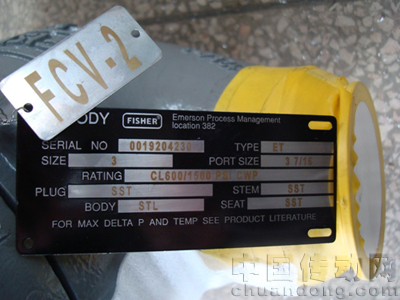 FCV-2
BODY FISHER Emerson Process Management
location 382
SERIAL NO 0019204230 TYPE ET
SIZE 3 PORT SIZE 3 7/16
RATING CL600/1500 PSI CWP
PLUG SST STEM SST
BODY STL SEAT SST
FOR MAX DELTA P AND TEMP SEE PRODUCT LITERATURE
中国传动网
chuandong.com